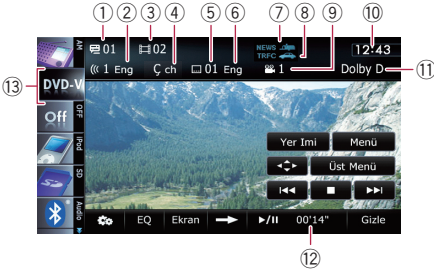 ① ② ③ ④ ⑤ ⑥ ⑦ ⑧ ⑨ ⑩
01 02 NEWS 12:43
TRFC
1 Eng Ç ch 01 Eng 1 Dolby D ⑪
⑬
AM
DVD-V
OFF
Off
iPod
SD
Audio
Yer Imi Menü
Üst Menü
EQ Ekran 00'14" Gizle
⑫